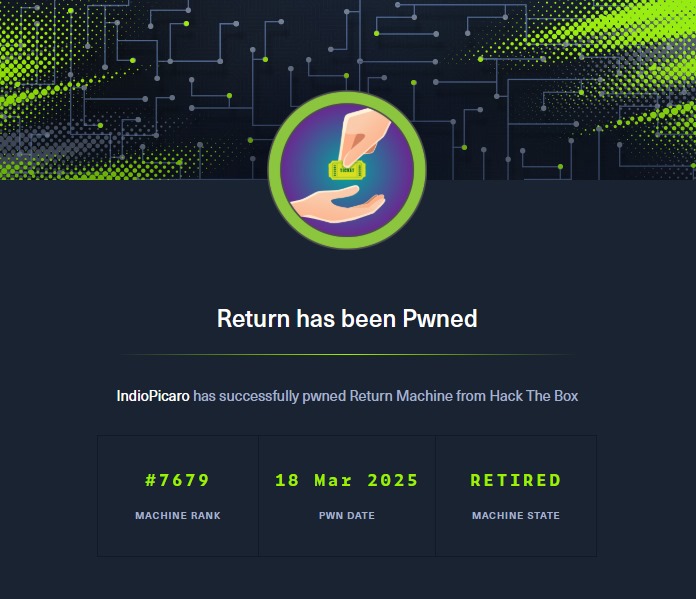 Return has been Pwned
IndioPicaro has successfully pwned Return Machine from Hack The Box
#7679
MACHINE RANK
18 Mar 2025
PWN DATE
RETIRED
MACHINE STATE